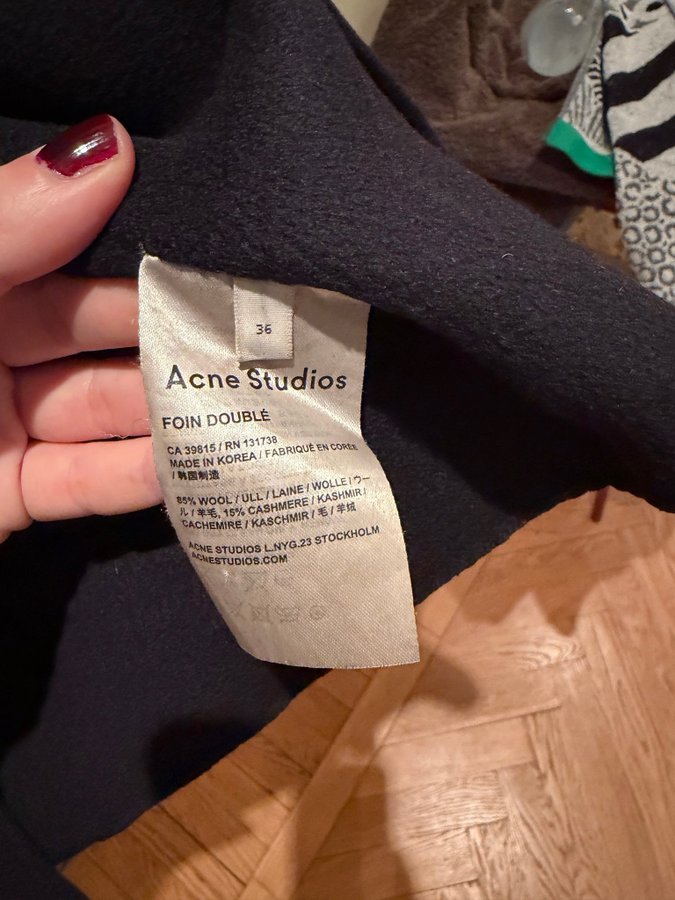 36
Acne Studios
FOIN DOUBLÉ
CA 39815 / RN 131738
MADE IN KOREA / FABRIQUÉ EN CORÉE
/ 韩国制造
85% WOOL / ULL / LAINE / WOLLE / ウー
ル / 羊毛, 15% CASHMERE / KASHMIR /
CACHEMIRE / KASCHMIR / 毛 / 羊绒
ACNE STUDIOS L.NYG.23 STOCKHOLM
ACNESTUDIOS.COM